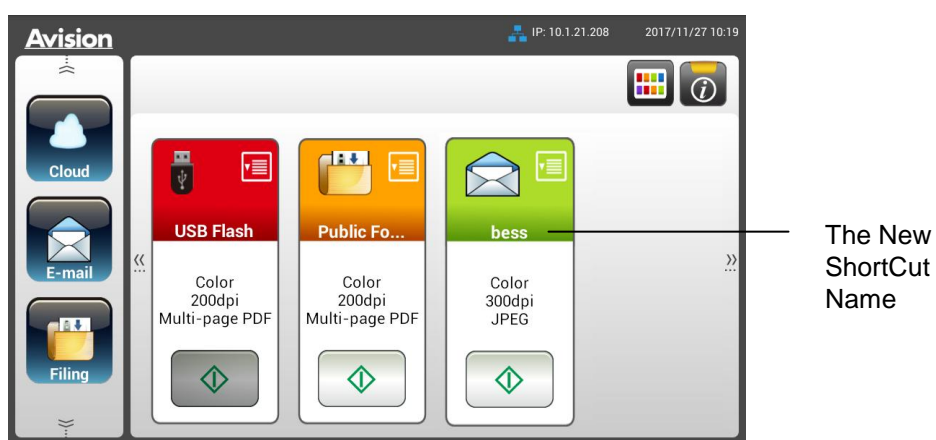 Avision
IP: 10.1.21.208 2017/11/27 10:19
Cloud
E-mail
Filing
USB Flash
Color
200dpi
Multi-page PDF
Public Fo...
Color
200dpi
Multi-page PDF
bess
Color
300dpi
JPEG
The New
ShortCut
Name